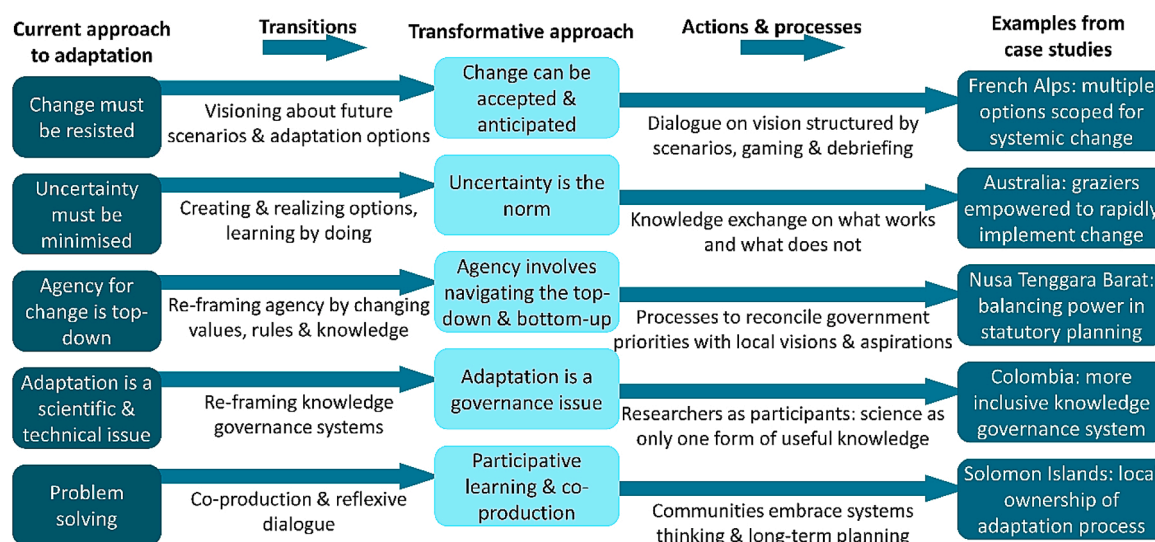 Current approach
to adaptation
Transitions
Transformative approach
Actions & processes
Examples from
case studies
Change must
be resisted
Visioning about future
scenarios & adaptation options
Change can be
accepted &
anticipated
Dialogue on vision structured by
scenarios, gaming & debriefing
French Alps: multiple
options scoped for
systemic change
Uncertainty
must be
minimised
Creating & realizing options,
learning by doing
Uncertainty is the
norm
Knowledge exchange on what works
and what does not
Australia: graziers
empowered to rapidly
implement change
Agency for
change is top-
down
Re-framing agency by changing
values, rules & knowledge
Agency involves
navigating the top-
down & bottom-up
Processes to reconcile government
priorities with local visions & aspirations
Nusa Tenggara Barat:
balancing power in
statutory planning
Adaptation is a
scientific &
technical issue
Re-framing knowledge
governance systems
Adaptation is a
governance issue
Researchers as participants: science as
only one form of useful knowledge
Colombia: more
inclusive knowledge
governance system
Problem
solving
Co-production & reflexive
dialogue
Participative
learning & co-
production
Communities embrace systems
thinking & long-term planning
Solomon Islands: local
ownership of
adaptation process